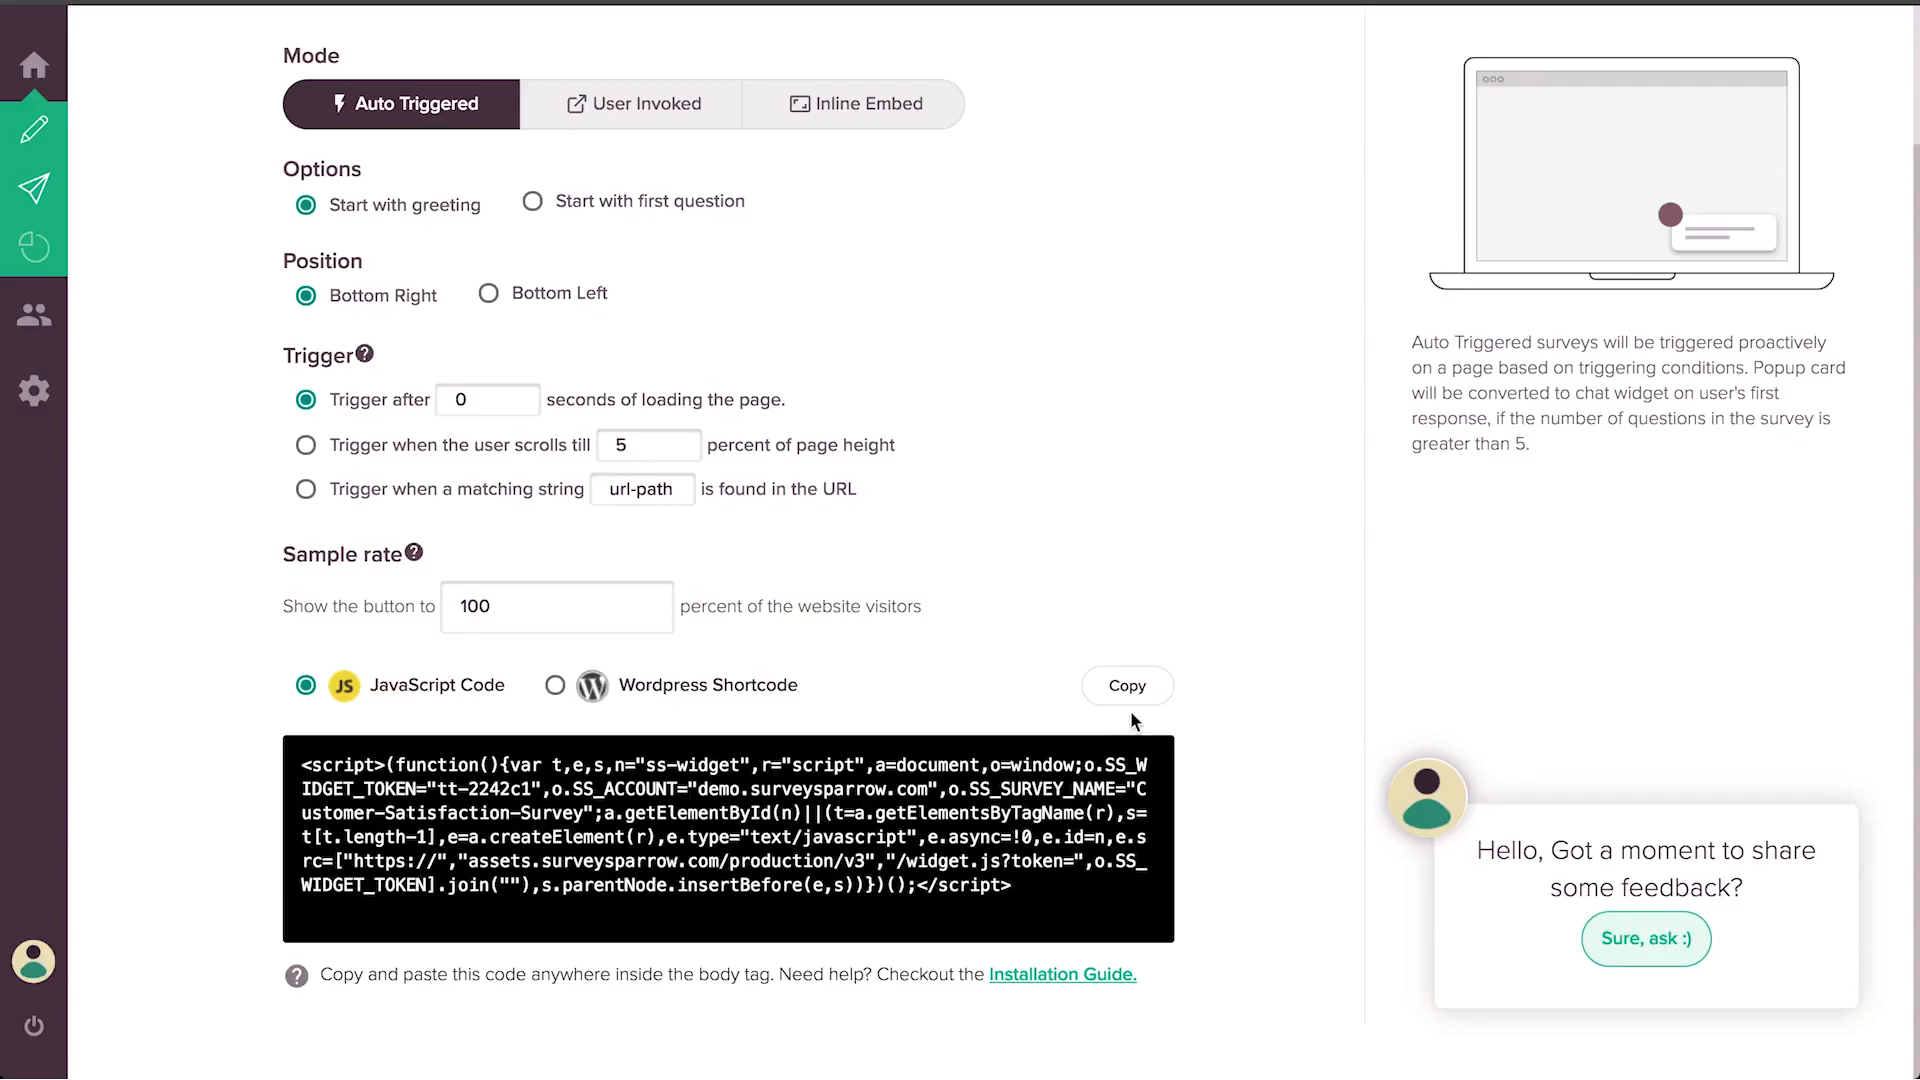 Mode
Auto Triggered
User Invoked
Inline Embed
Options
Start with greeting
Start with first question
Position
Bottom Right
Bottom Left
Trigger?
Trigger after 0 seconds of loading the page.
Trigger when the user scrolls till 5 percent of page height
Trigger when a matching string url-path is found in the URL
Sample rate?
Show the button to 100 percent of the website visitors
JS JavaScript Code
W Wordpress Shortcode
Copy
<script>(function(){var t,e,s,n="ss-widget",r="script",a=document,o=window;o.SS_W
IDGET_TOKEN="tt-2242c1",o.SS_ACCOUNT="demo.surveysparrow.com",o.SS_SURVEY_NAME="C
ustomer-Satisfaction-Survey";a.getElementById(n)||(t=a.getElementsByTagName(r),s=
t[t.length-1],e=a.createElement(r),e.type="text/javascript",e.async=!0,e.id=n,e.s
rc=["https://","assets.surveysparrow.com/production/v3","/widget.js?token=",o.SS_
WIDGET_TOKEN].join(""),s.parentNode.insertBefore(e,s))})();</script>
? Copy and paste this code anywhere inside the body tag. Need help? Checkout the Installation Guide.
Auto Triggered surveys will be triggered proactively
on a page based on triggering conditions. Popup card
will be converted to chat widget on user's first
response, if the number of questions in the survey is
greater than 5.
Hello, Got a moment to share
some feedback?
Sure, ask :)